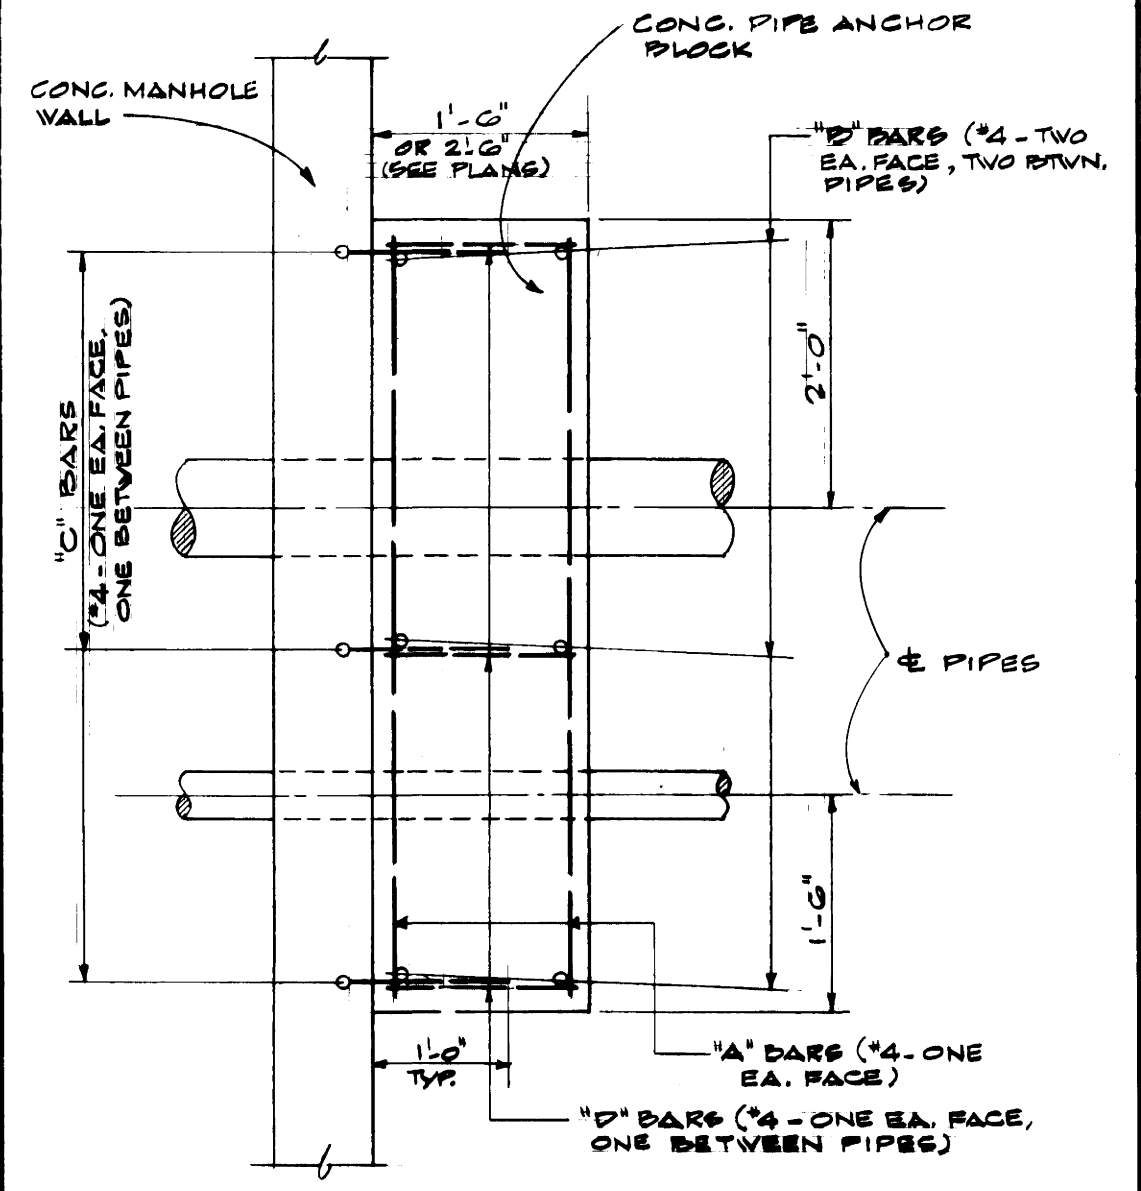 CONC. PIPE ANCHOR
BLOCK
CONC. MANHOLE
WALL
1'-6"
OR 2'-6"
(SEE PLANS)
"B" BARS (#4 - TWO
EA. FACE, TWO BTWN.
PIPES)
"C" BARS
(#4 - ONE EA. FACE,
ONE BETWEEN PIPES)
2'-0"
℄ PIPES
1'-6"
1'-0"
TYP.
"A" BARS (#4 - ONE
EA. FACE)
"D" BARS (#4 - ONE EA. FACE,
ONE BETWEEN PIPES)